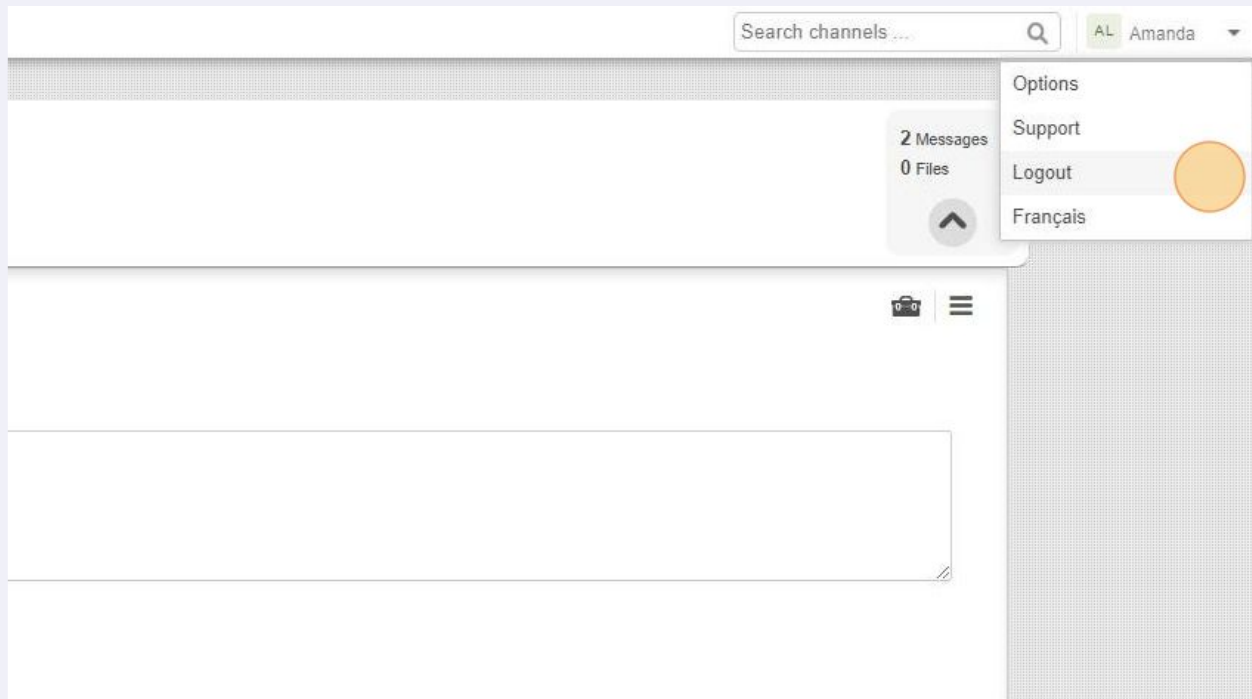 Search channels ...
AL Amanda
Options
Support
Logout
Français
2 Messages
0 Files